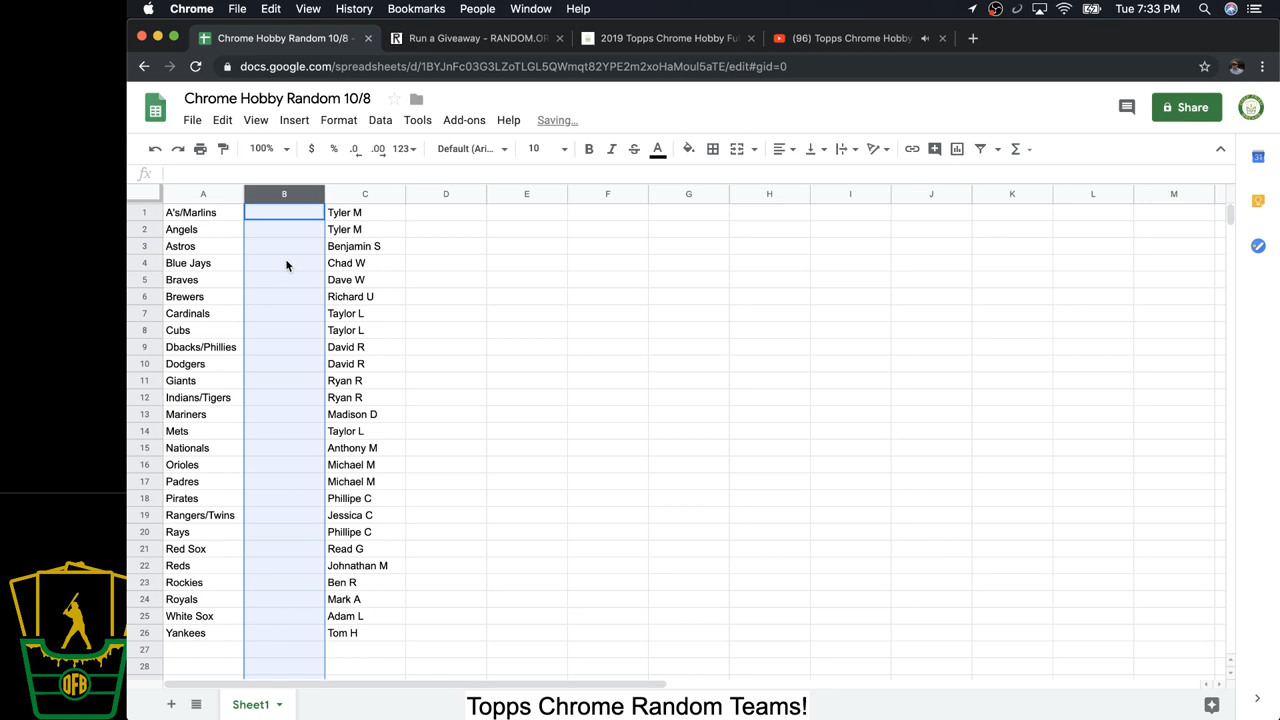 Chrome File Edit View History Bookmarks People Window Help Tue 7:33 PM
Chrome Hobby Random 10/8 - Run a Giveaway - RANDOM.OR 2019 Topps Chrome Hobby Ful (96) Topps Chrome Hobby
docs.google.com/spreadsheets/d/1BYJnFc03G3LZoTLGL5QWmqt82YPE2m2xoHaMoul5aTE/edit#gid=0
Chrome Hobby Random 10/8
File Edit View Insert Format Data Tools Add-ons Help Saving...
Share
100% $ % .0 .00 123 Default (Ari... 10 B I S A
fx
A B C D E F G H I J K L M
1 A's/Marlins Tyler M
2 Angels Tyler M
3 Astros Benjamin S
4 Blue Jays Chad W
5 Braves Dave W
6 Brewers Richard U
7 Cardinals Taylor L
8 Cubs Taylor L
9 Dbacks/Phillies David R
10 Dodgers David R
11 Giants Ryan R
12 Indians/Tigers Ryan R
13 Mariners Madison D
14 Mets Taylor L
15 Nationals Anthony M
16 Orioles Michael M
17 Padres Michael M
18 Pirates Phillipe C
19 Rangers/Twins Jessica C
20 Rays Phillipe C
21 Red Sox Read G
22 Reds Johnathan M
23 Rockies Ben R
24 Royals Mark A
25 White Sox Adam L
26 Yankees Tom H
27
28
Sheet1
31
OFB
Topps Chrome Random Teams!